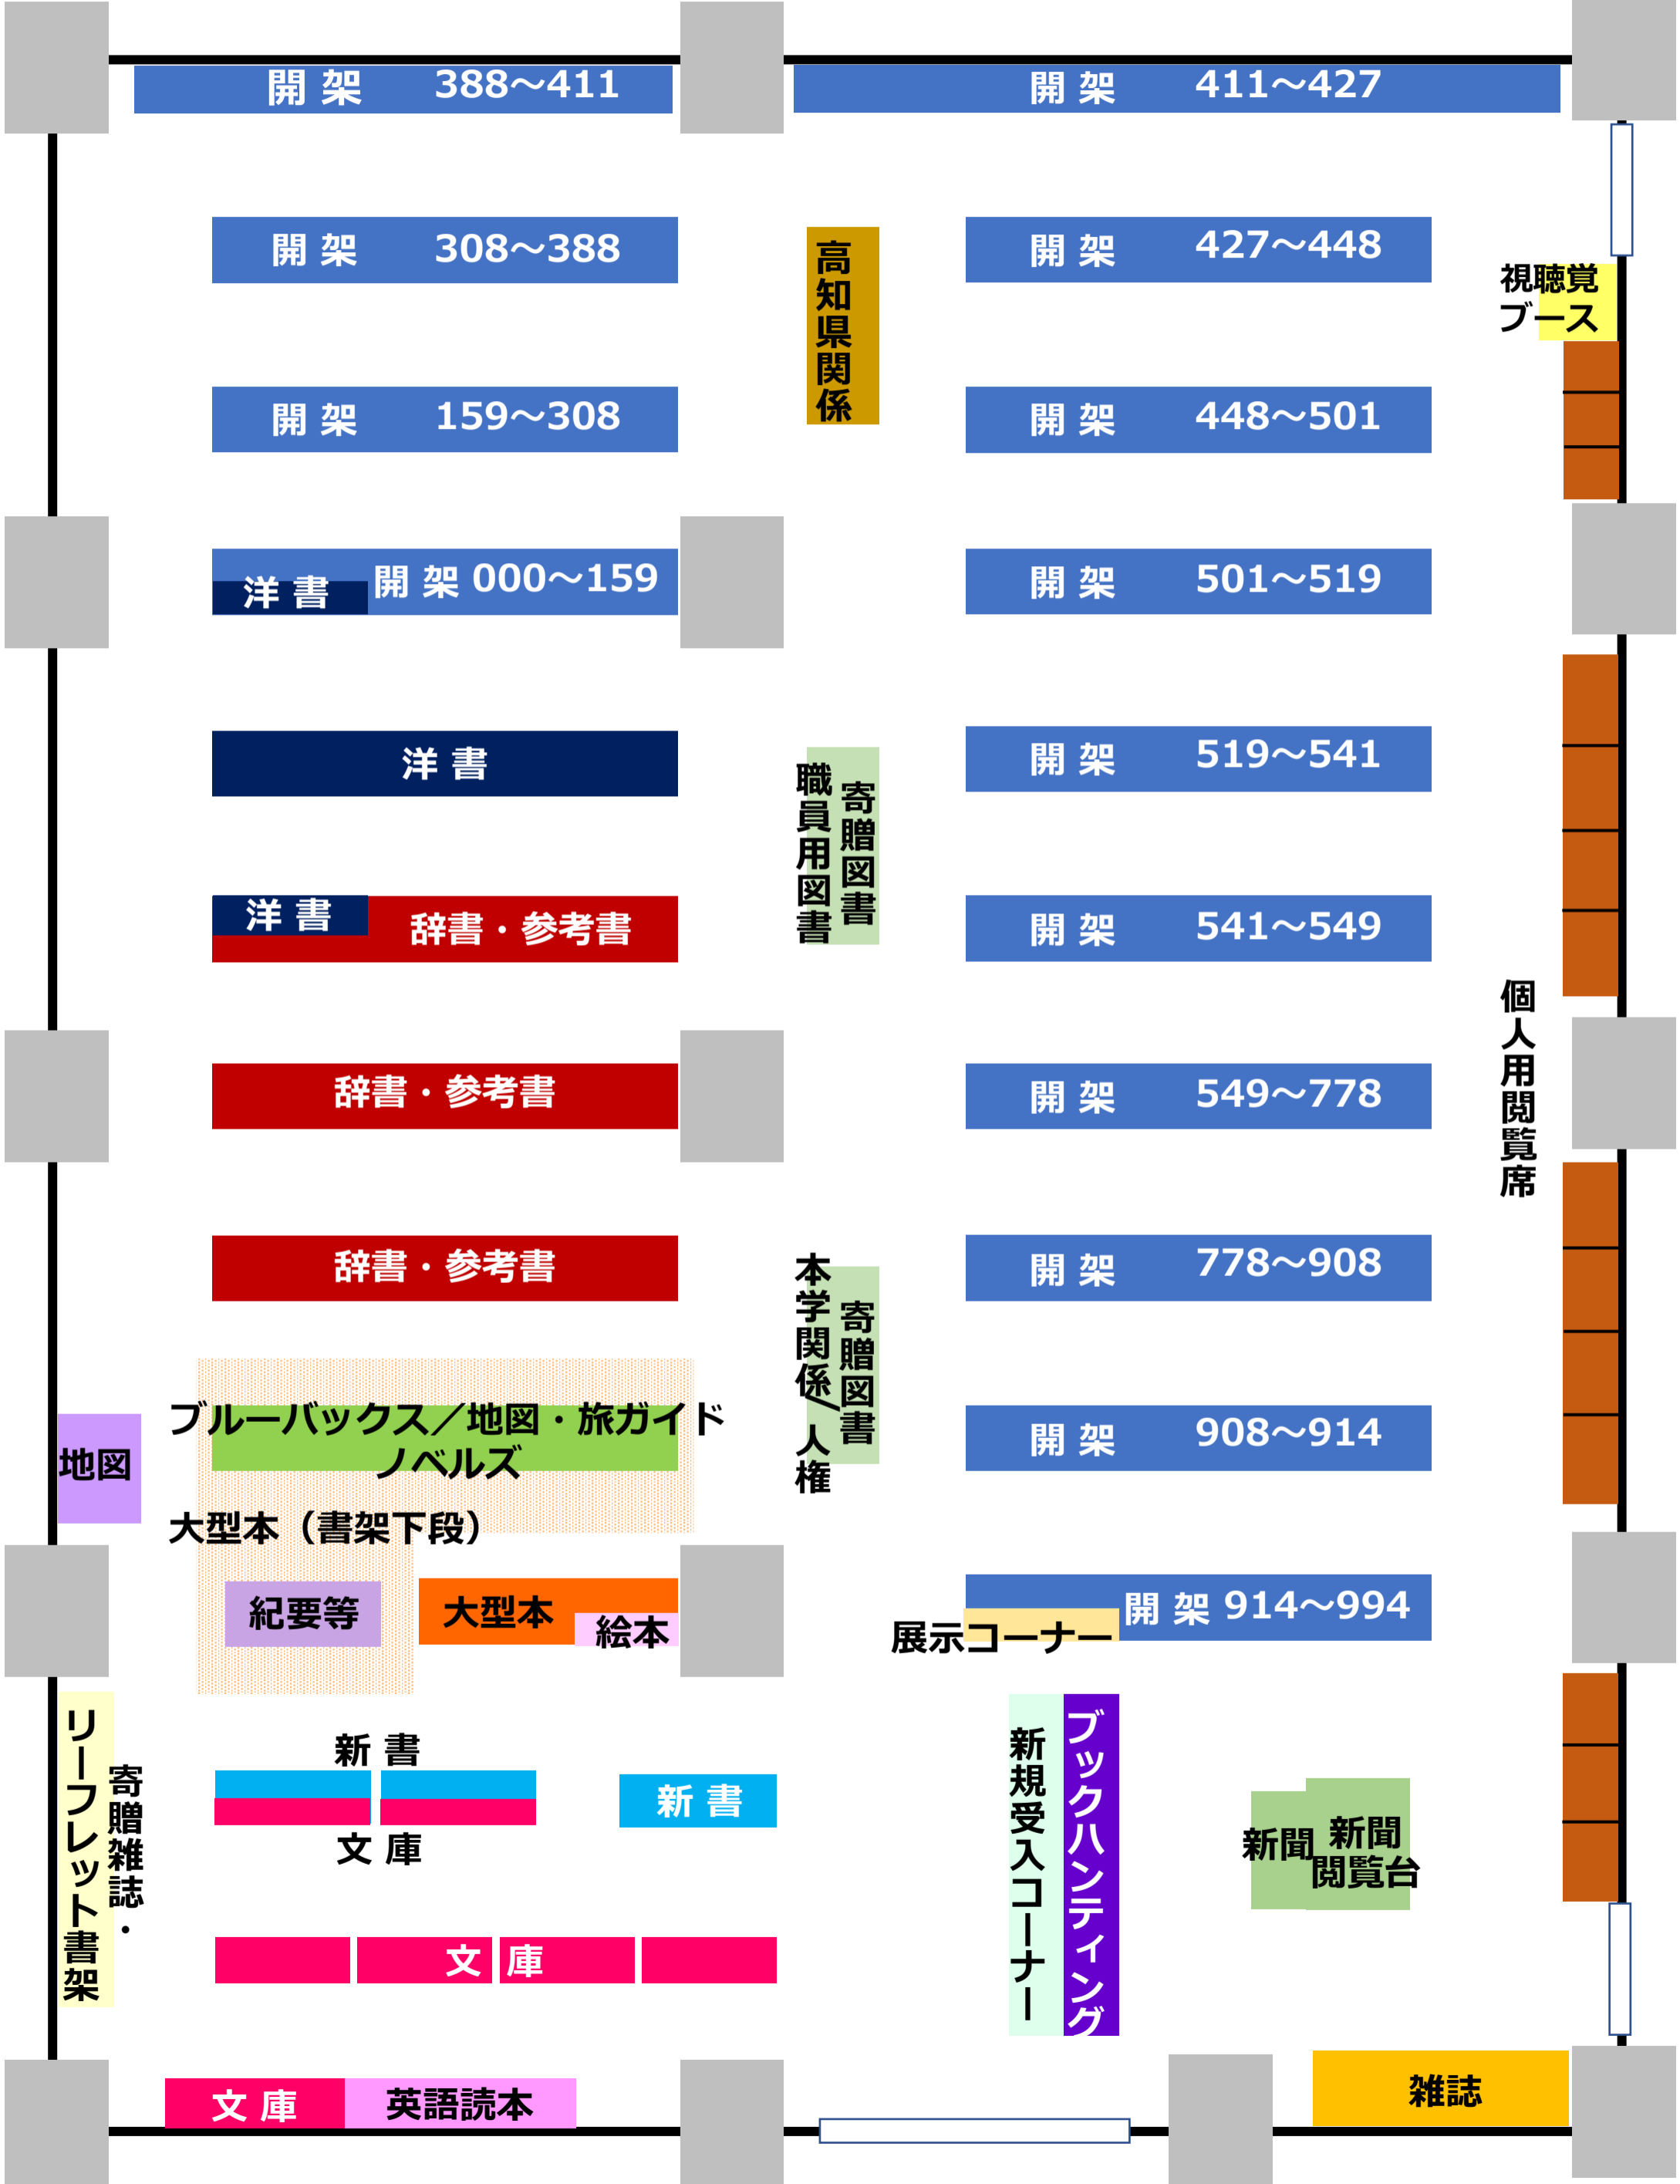 開 架 388～411
開 架 411～427
開 架 308～388
高知県関係
開 架 427～448
視聴覚
ブース
開 架 159～308
開 架 448～501
洋 書
開 架 000～159
開 架 501～519
洋 書
職員用図書
寄贈図書
開 架 519～541
洋 書
辞書・参考書
開 架 541～549
個人用閲覧席
辞書・参考書
開 架 549～778
辞書・参考書
本学関係/人権
寄贈図書
開 架 778～908
地図
ブルーバックス／地図・旅ガイド
ノベルズ
開 架 908～914
大型本（書架下段）
紀要等
大型本
絵本
開 架 914～994
展示コーナー
寄贈雑誌・
リーフレット書架
新 書
文 庫
新 書
新規受入コーナー
ブックハンティング
新聞
新聞
閲覧台
文 庫
文 庫
英語読本
雑誌